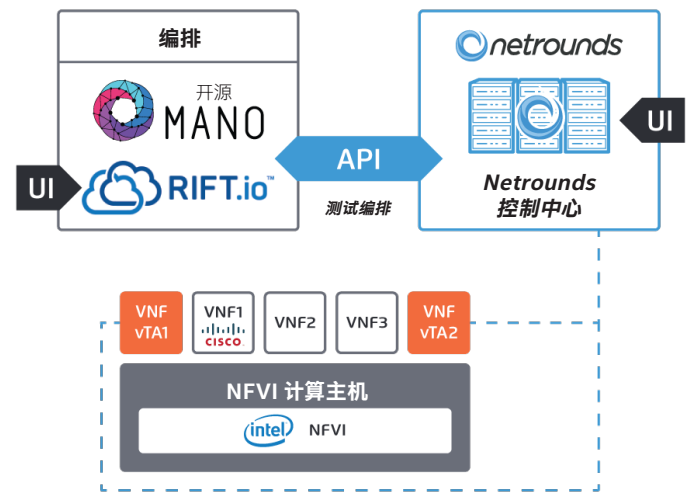 编排
开源
MANO
UI
RIFT.io™
API
测试编排
netrounds
UI
Netrounds
控制中心
VNF
vTA1
VNF1
CISCO
VNF2
VNF3
VNF
vTA2
NFVI 计算主机
intel
NFVI